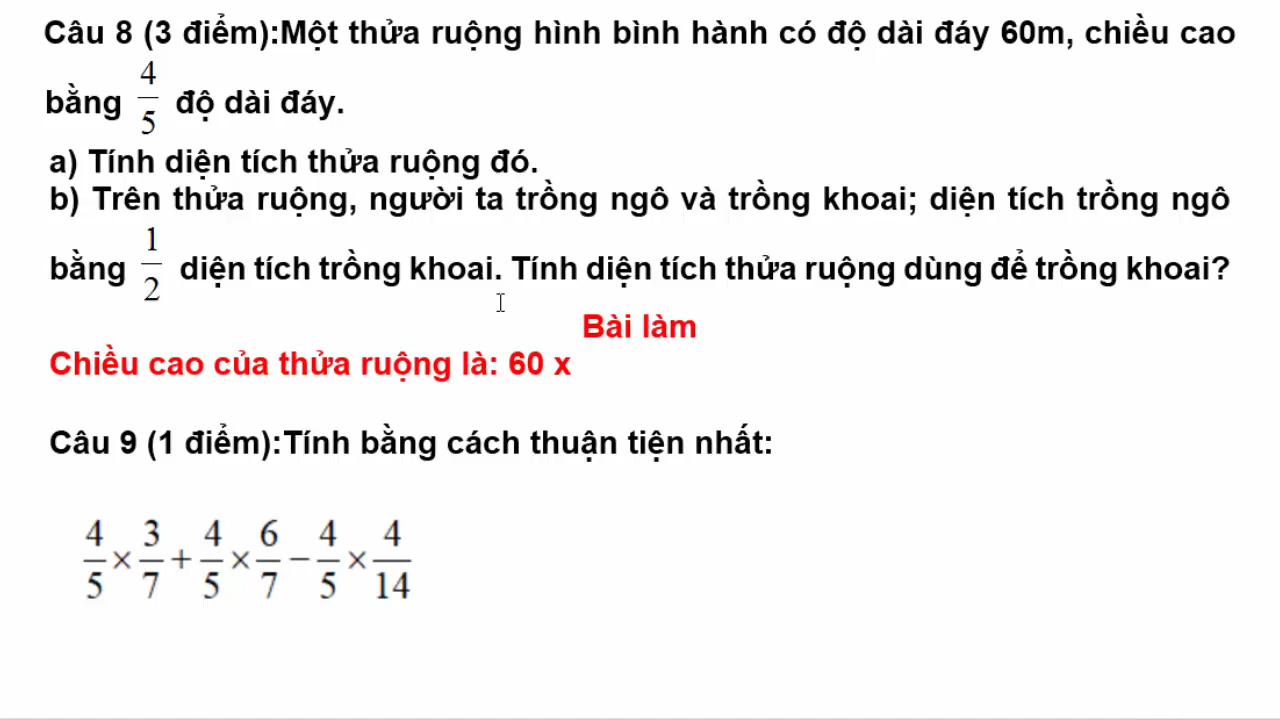 Câu 8 (3 điểm):Một thửa ruộng hình bình hành có độ dài đáy 60m, chiều cao
bằng 4/5 độ dài đáy.
a) Tính diện tích thửa ruộng đó.
b) Trên thửa ruộng, người ta trồng ngô và trồng khoai; diện tích trồng ngô
bằng 1/2 diện tích trồng khoai. Tính diện tích thửa ruộng dùng để trồng khoai?
Bài làm
Chiều cao của thửa ruộng là: 60 x
Câu 9 (1 điểm):Tính bằng cách thuận tiện nhất:
4/5 × 3/7 + 4/5 × 6/7 − 4/5 × 4/14